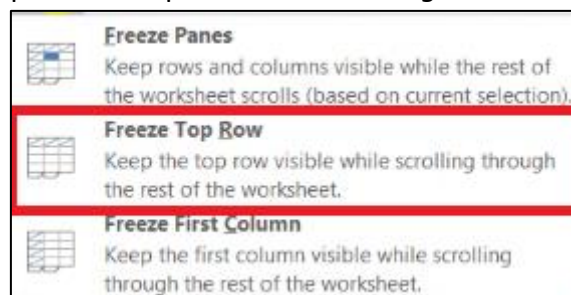 Freeze Panes
Keep rows and columns visible while the rest of
the worksheet scrolls (based on current selection).
Freeze Top Row
Keep the top row visible while scrolling through
the rest of the worksheet.
Freeze First Column
Keep the first column visible while scrolling
through the rest of the worksheet.